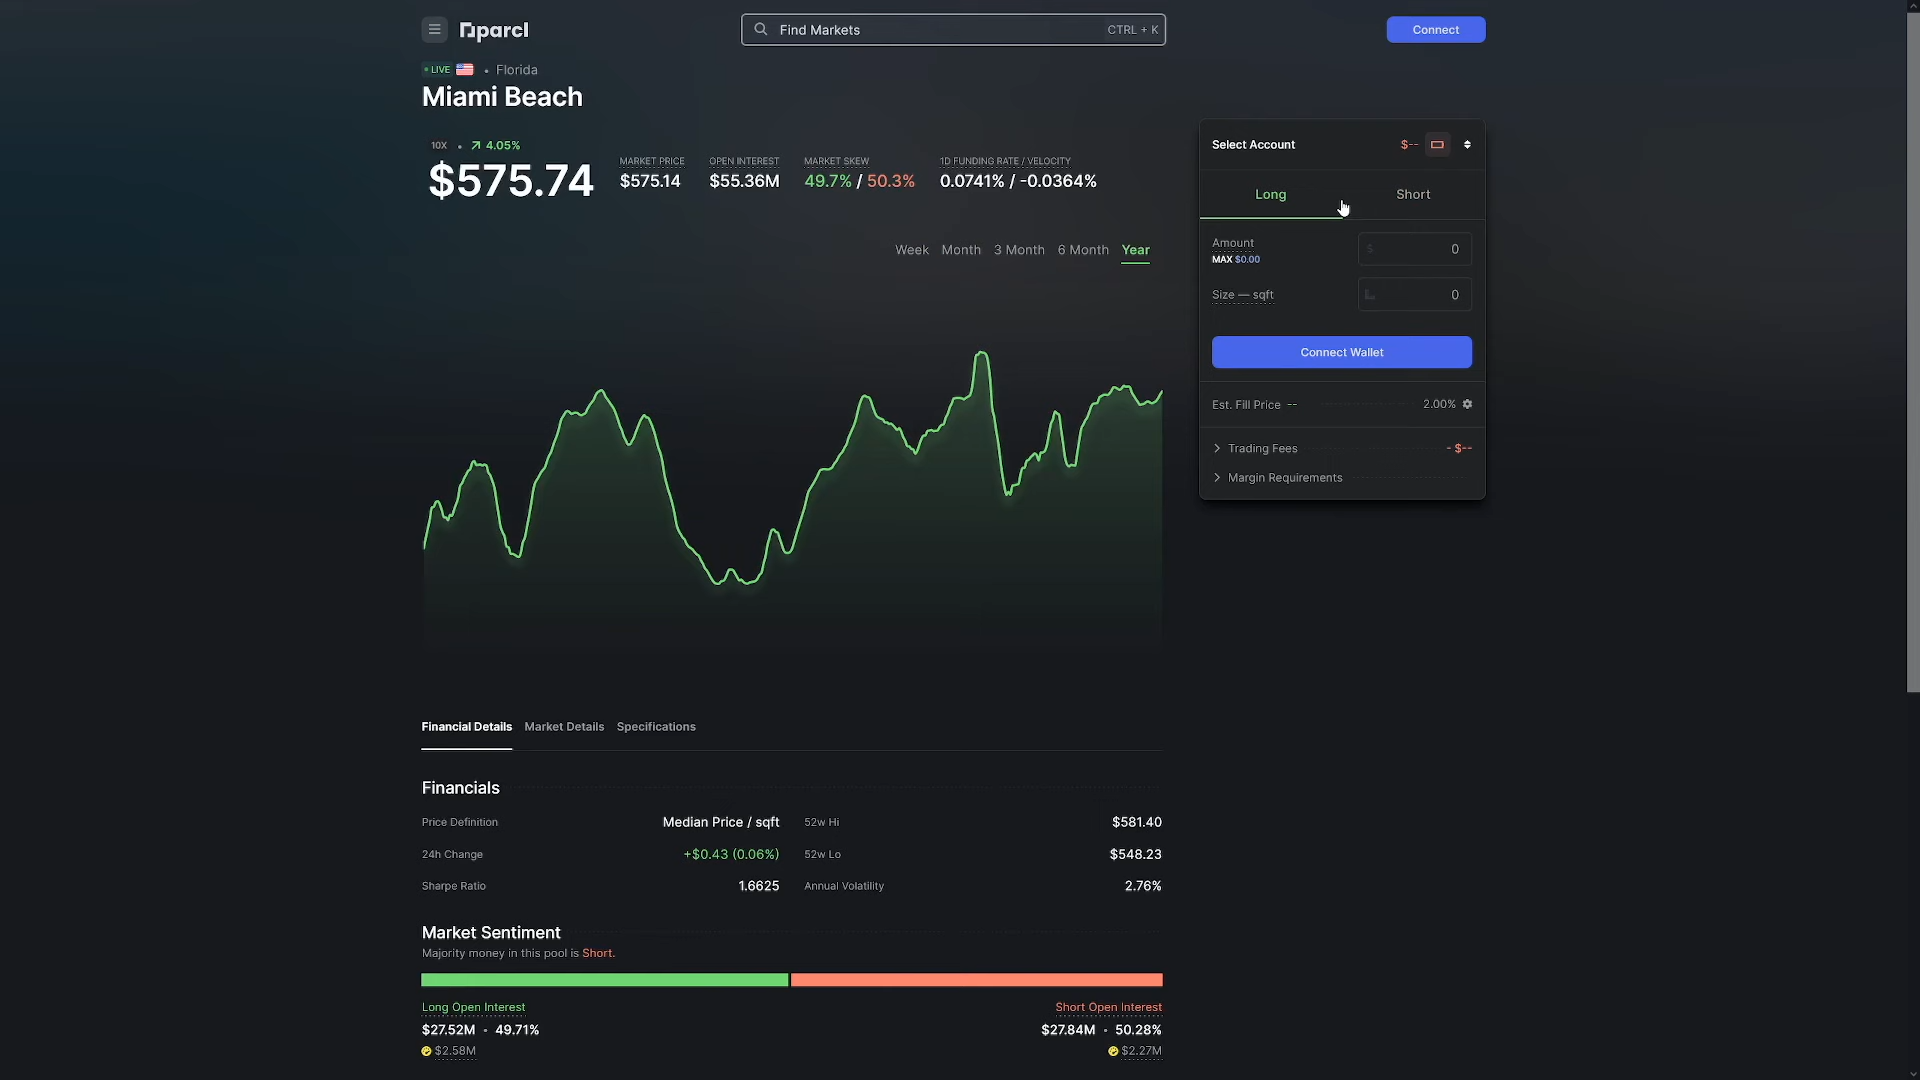 parcl
Find Markets
CTRL + K
Connect
LIVE • Florida
Miami Beach
10X • 4.05%
$575.74
MARKET PRICE
$575.14
OPEN INTEREST
$55.36M
MARKET SKEW
49.7% / 50.3%
1D FUNDING RATE / VELOCITY
0.0741% / -0.0364%
Week Month 3 Month 6 Month Year
Select Account
$--
Long Short
Amount
$ 0
MAX $0.00
Size — sqft
0
Connect Wallet
Est. Fill Price --
2.00%
Trading Fees
- $--
Margin Requirements
Financial Details Market Details Specifications
Financials
Price Definition Median Price / sqft
52w Hi $581.40
24h Change +$0.43 (0.06%)
52w Lo $548.23
Sharpe Ratio 1.6625
Annual Volatility 2.76%
Market Sentiment
Majority money in this pool is Short.
Long Open Interest
Short Open Interest
$27.52M • 49.71%
$27.84M • 50.28%
$2.58M
$2.27M